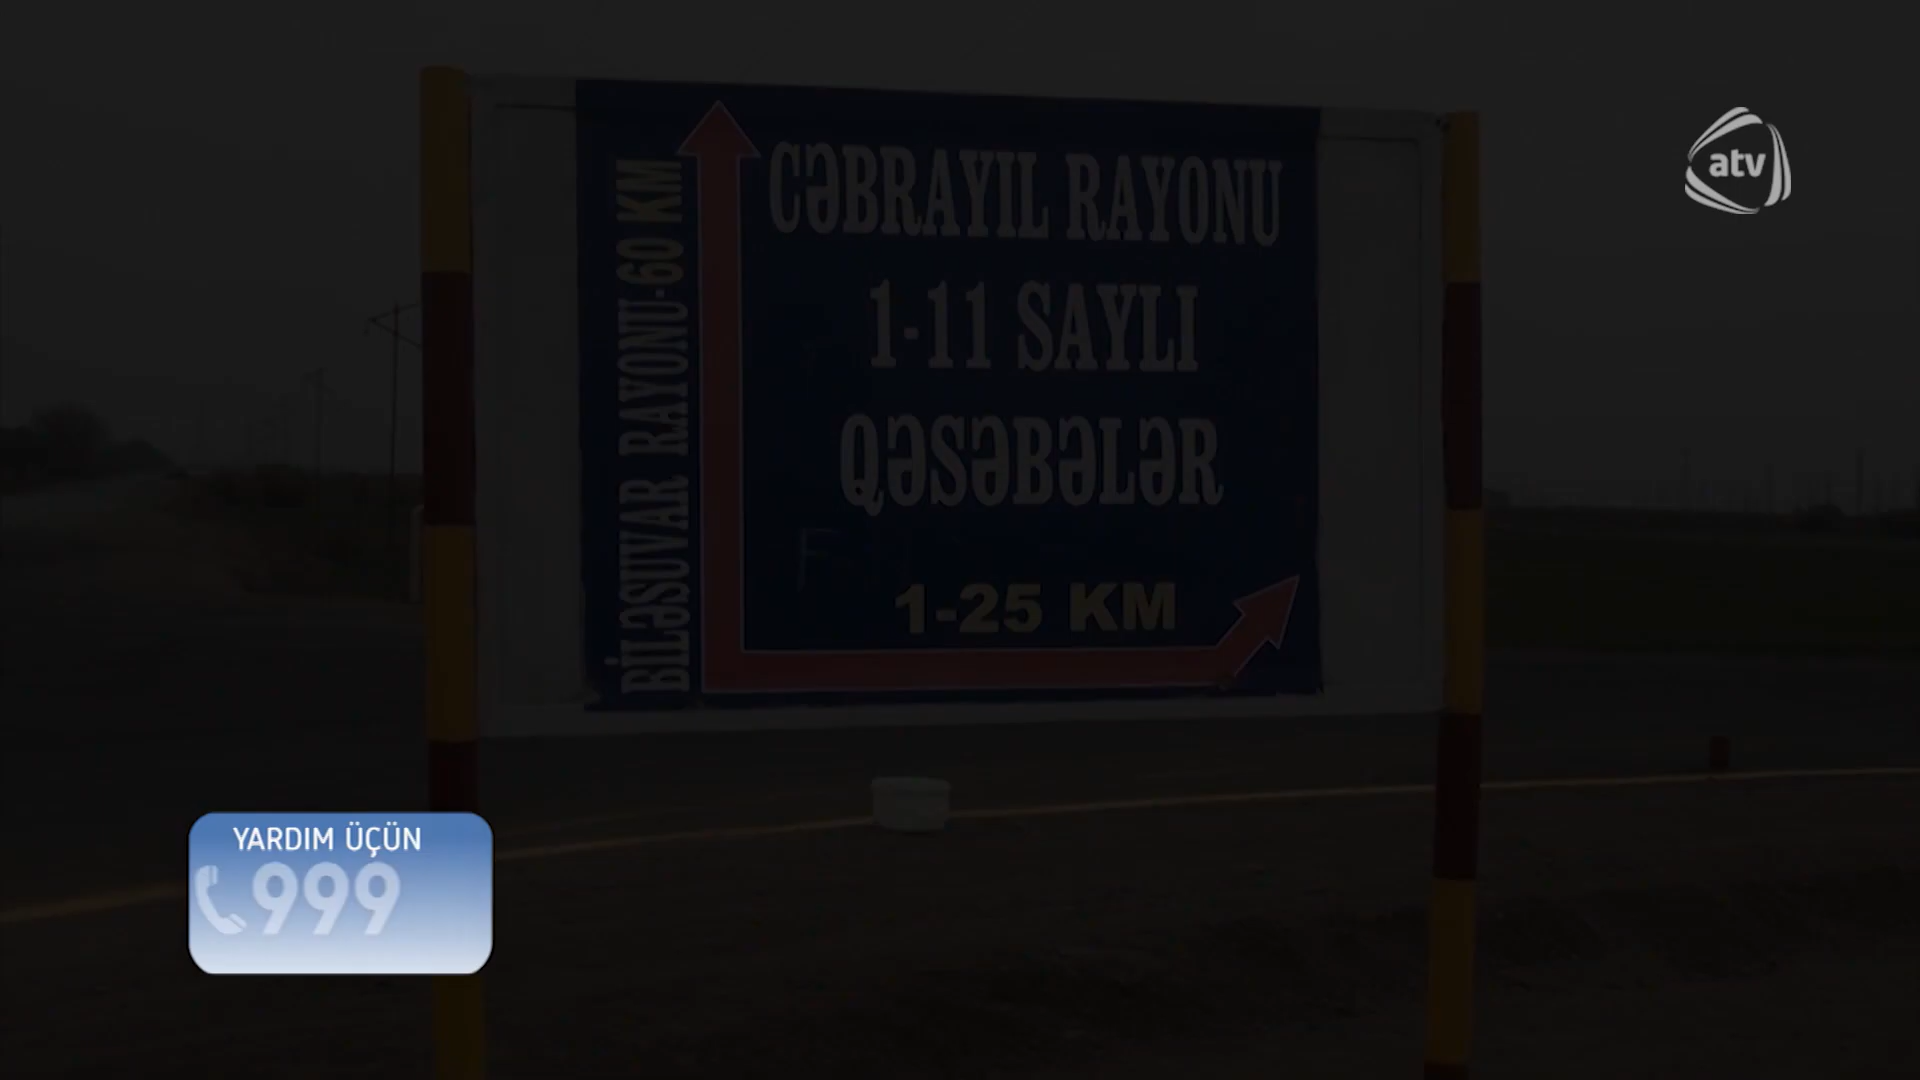 atv
BİLƏSUVAR RAYONU-60 KM
CƏBRAYIL RAYONU
1-11 SAYLI
QƏSƏBƏLƏR
1-25 KM
YARDIM ÜÇÜN
999